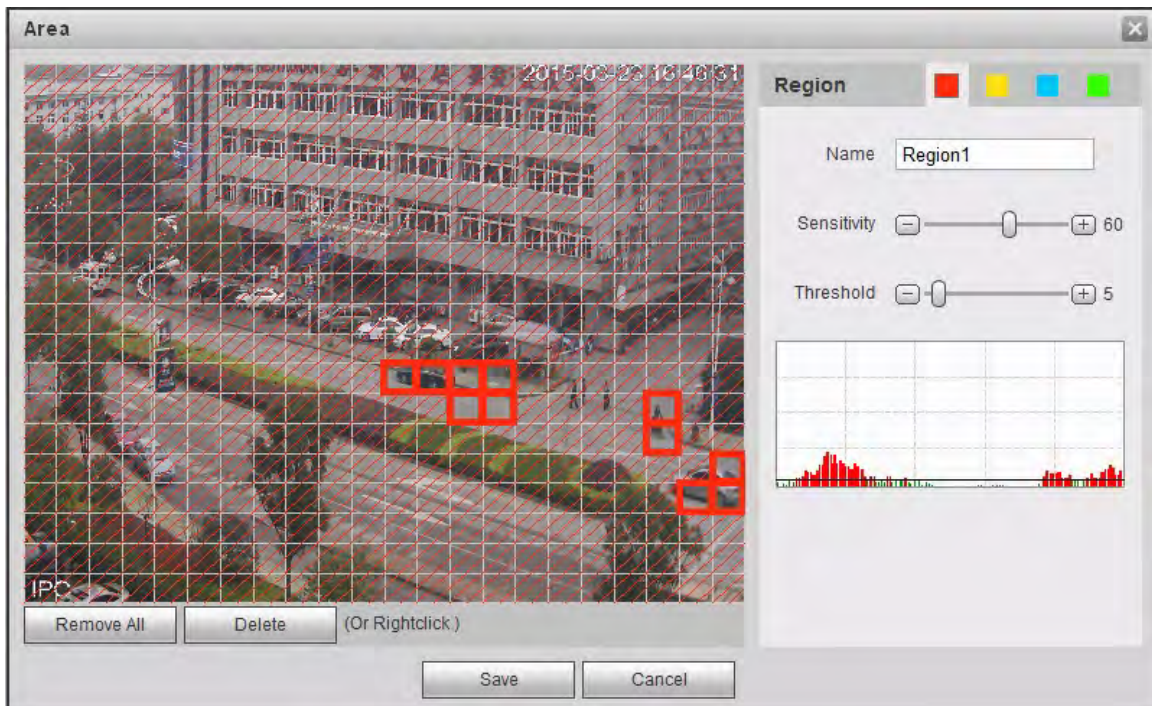 Area
2015-03-23 16:46:31
Region
Name
Region1
Sensitivity
60
Threshold
5
IPC
Remove All
Delete
(Or Rightclick.)
Save
Cancel